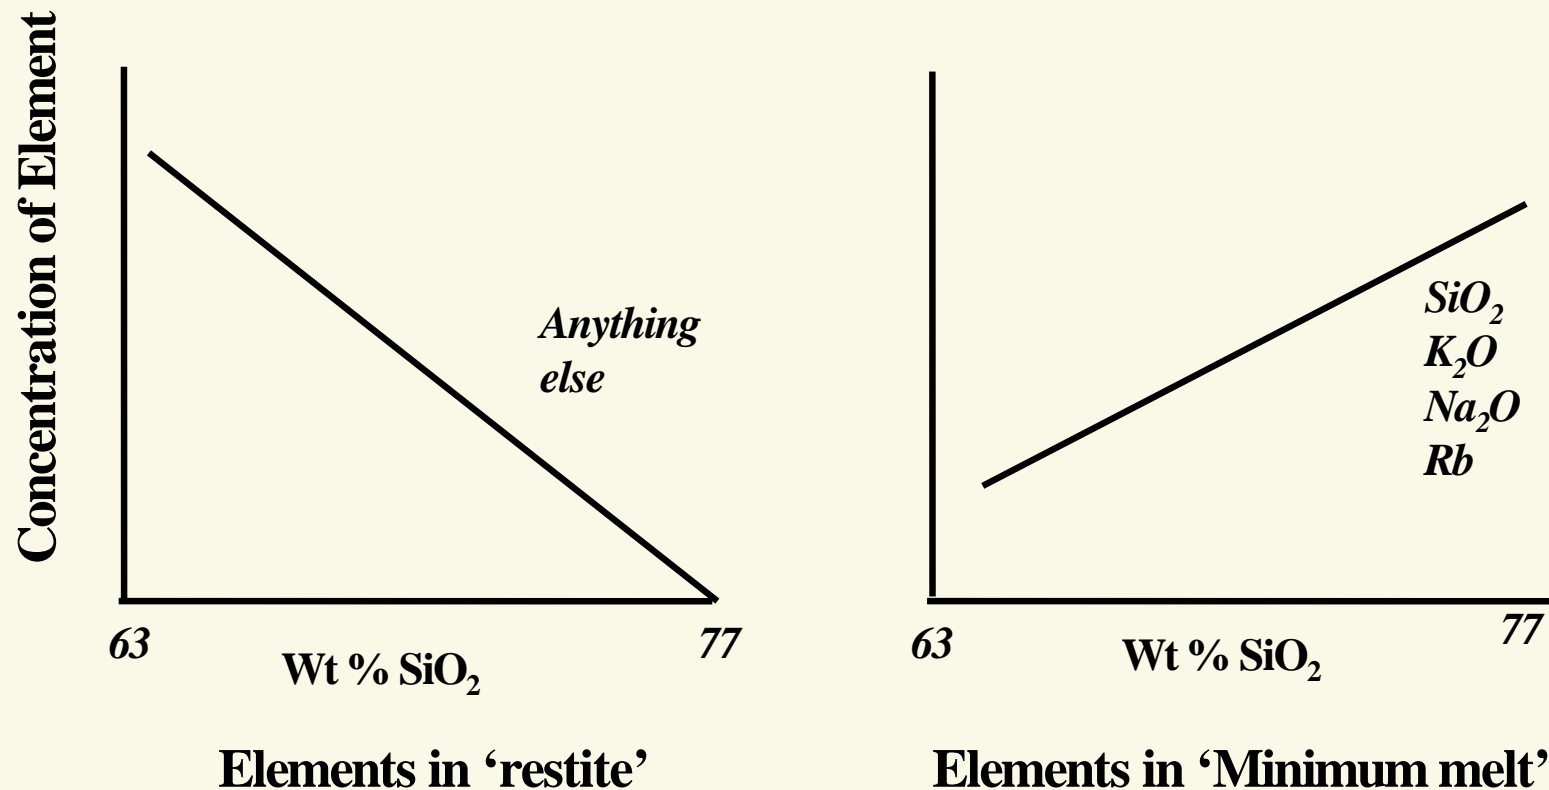 Concentration of Element
Anything
else
63
77
Wt % SiO₂
Elements in ‘restite’
SiO₂
K₂O
Na₂O
Rb
63
77
Wt % SiO₂
Elements in ‘Minimum melt’